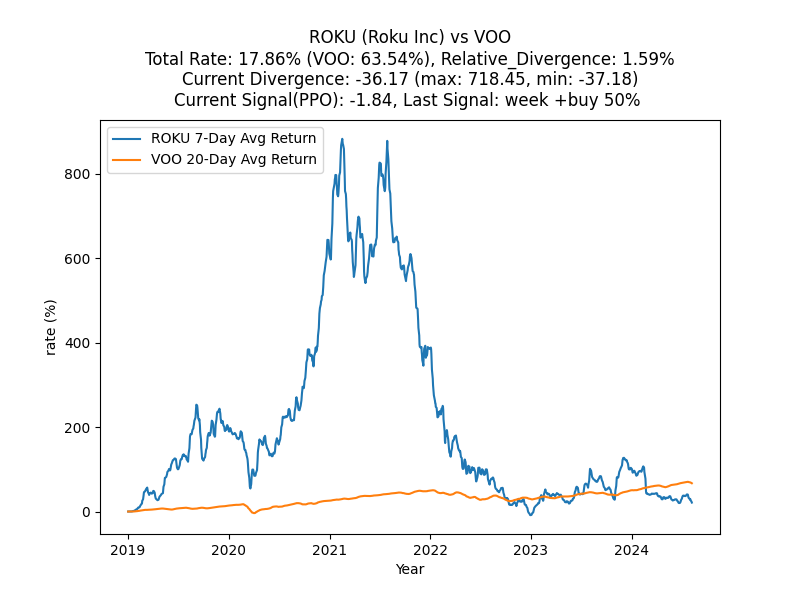 ROKU (Roku Inc) vs VOO
Total Rate: 17.86% (VOO: 63.54%), Relative_Divergence: 1.59%
Current Divergence: -36.17 (max: 718.45, min: -37.18)
Current Signal(PPO): -1.84, Last Signal: week +buy 50%
ROKU 7-Day Avg Return
VOO 20-Day Avg Return
rate (%)
800
600
400
200
0
2019 2020 2021 2022 2023 2024
Year